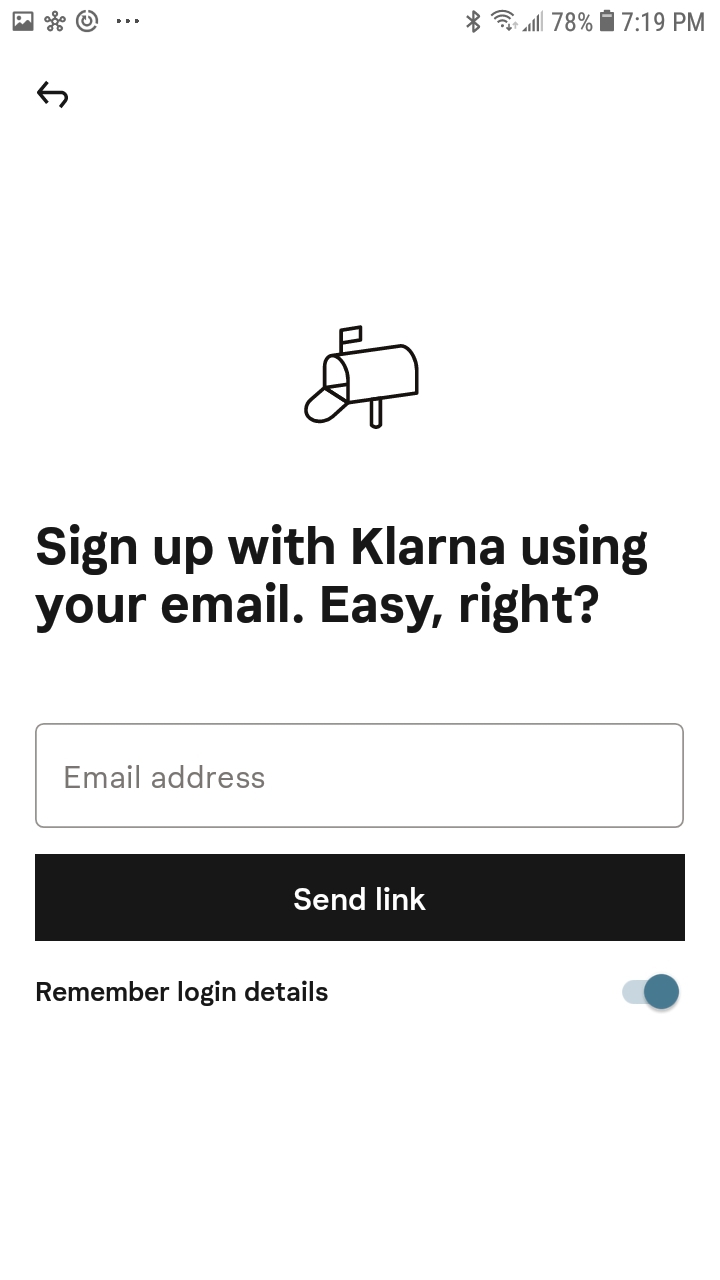 78% 7:19 PM
Sign up with Klarna using
your email. Easy, right?
Email address
Send link
Remember login details